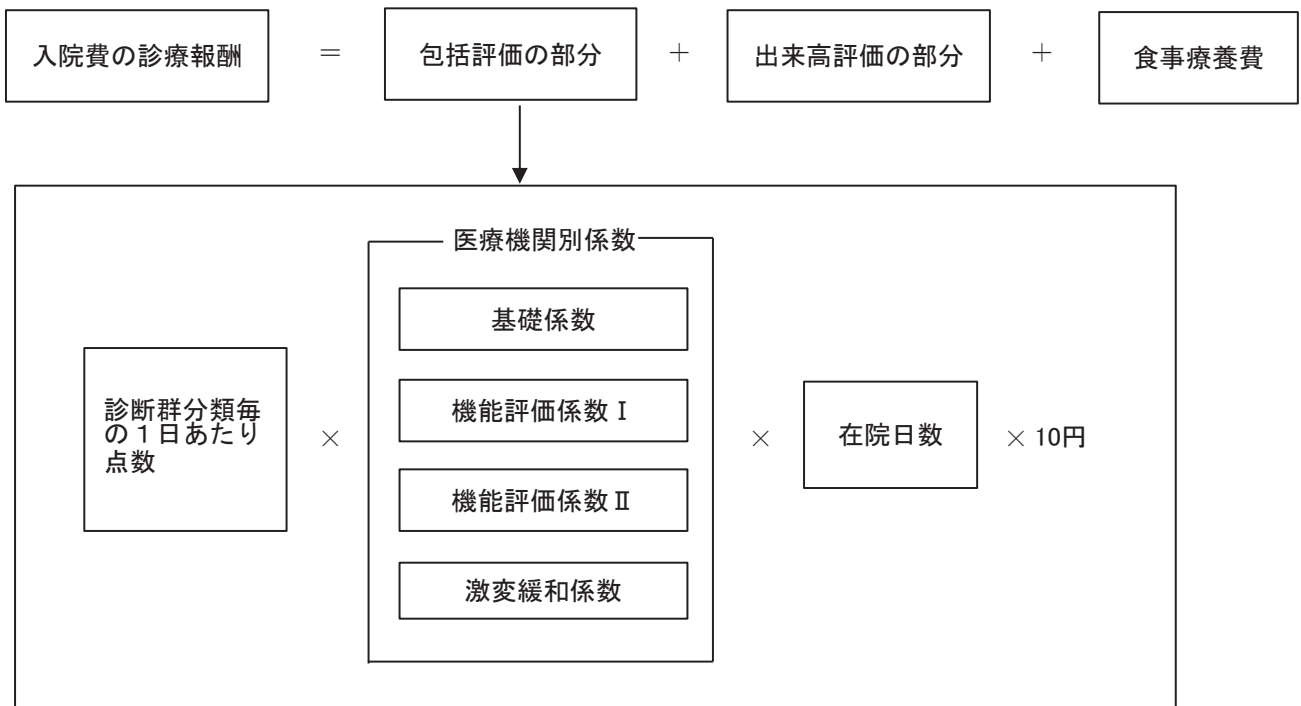 入院費の診療報酬 ＝ 包括評価の部分 ＋ 出来高評価の部分 ＋ 食事療養費
医療機関別係数
基礎係数
機能評価係数Ⅰ
機能評価係数Ⅱ
激変緩和係数
診断群分類毎
の１日あたり
点数
×
×
在院日数
× 10円